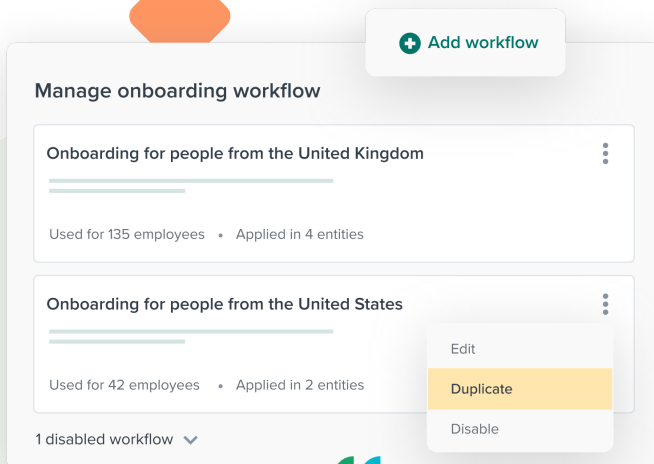 Add workflow
Manage onboarding workflow
Onboarding for people from the United Kingdom
Used for 135 employees • Applied in 4 entities
Onboarding for people from the United States
Used for 42 employees • Applied in 2 entities
Edit
Duplicate
Disable
1 disabled workflow